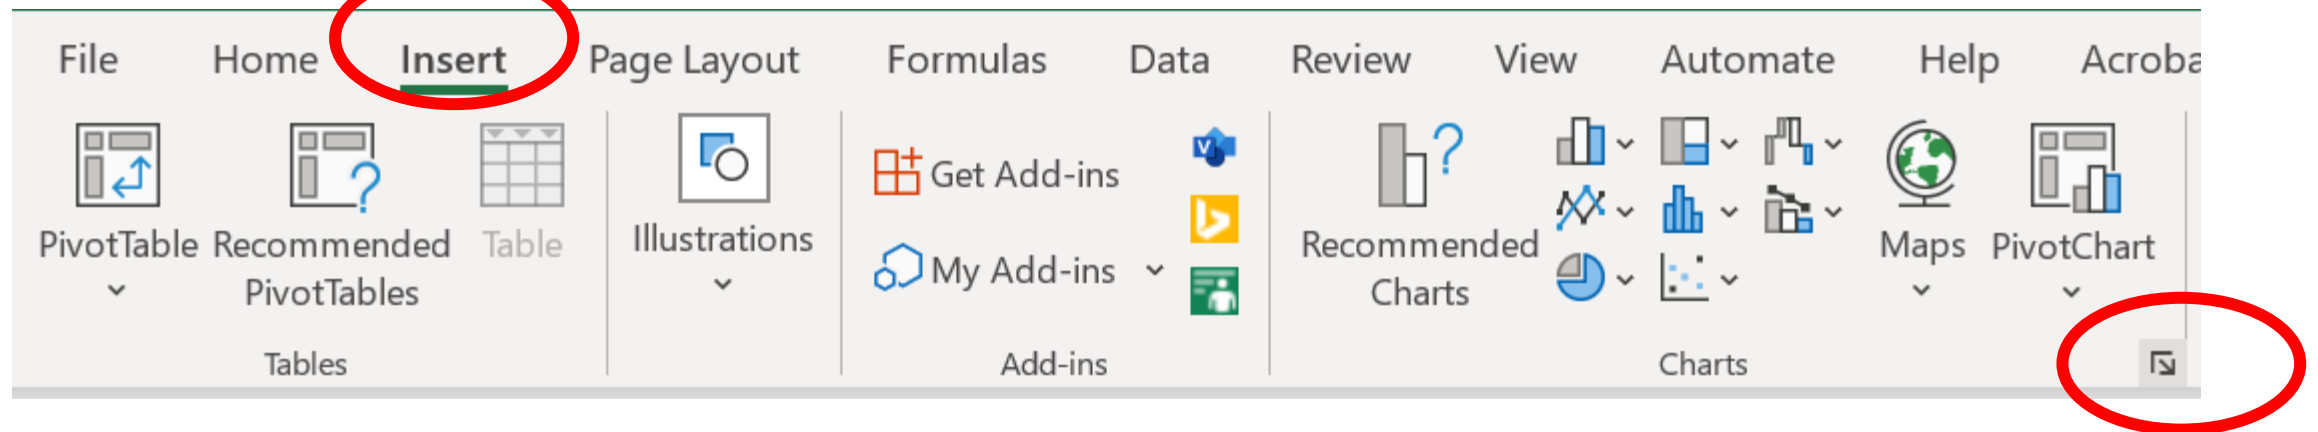 File Home Insert Page Layout Formulas Data Review View Automate Help Acroba
PivotTable
Recommended
PivotTables
Table
Illustrations
Get Add-ins
My Add-ins
Recommended
Charts
Maps
PivotChart
Tables
Add-ins
Charts